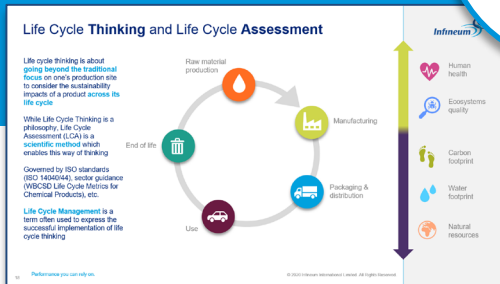 Life Cycle Thinking and Life Cycle Assessment
Infineum
Life cycle thinking is about
going beyond the traditional
focus on one's production site
to consider the sustainability
impacts of a product across its
life cycle
While Life Cycle Thinking is a
philosophy, Life Cycle
Assessment (LCA) is a
scientific method which
enables this way of thinking
Governed by ISO standards
(ISO 14040/44), sector guidance
(WBCSD Life Cycle Metrics for
Chemical Products), etc.
Life Cycle Management is a
term often used to express the
successful implementation of life
cycle thinking
Raw material
production
Manufacturing
Packaging &
distribution
Use
End of life
Human
health
Ecosystems
quality
Carbon
footprint
Water
footprint
Natural
resources
Performance you can rely on.
© 2020 Infineum International Limited. All Rights Reserved.